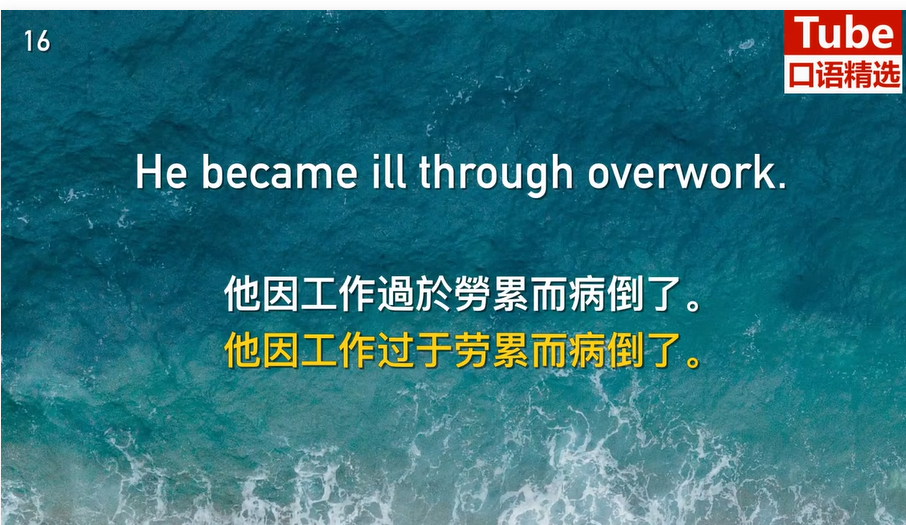 16
Tube
口语精选
He became ill through overwork.
他因工作過於勞累而病倒了。
他因工作过于劳累而病倒了。